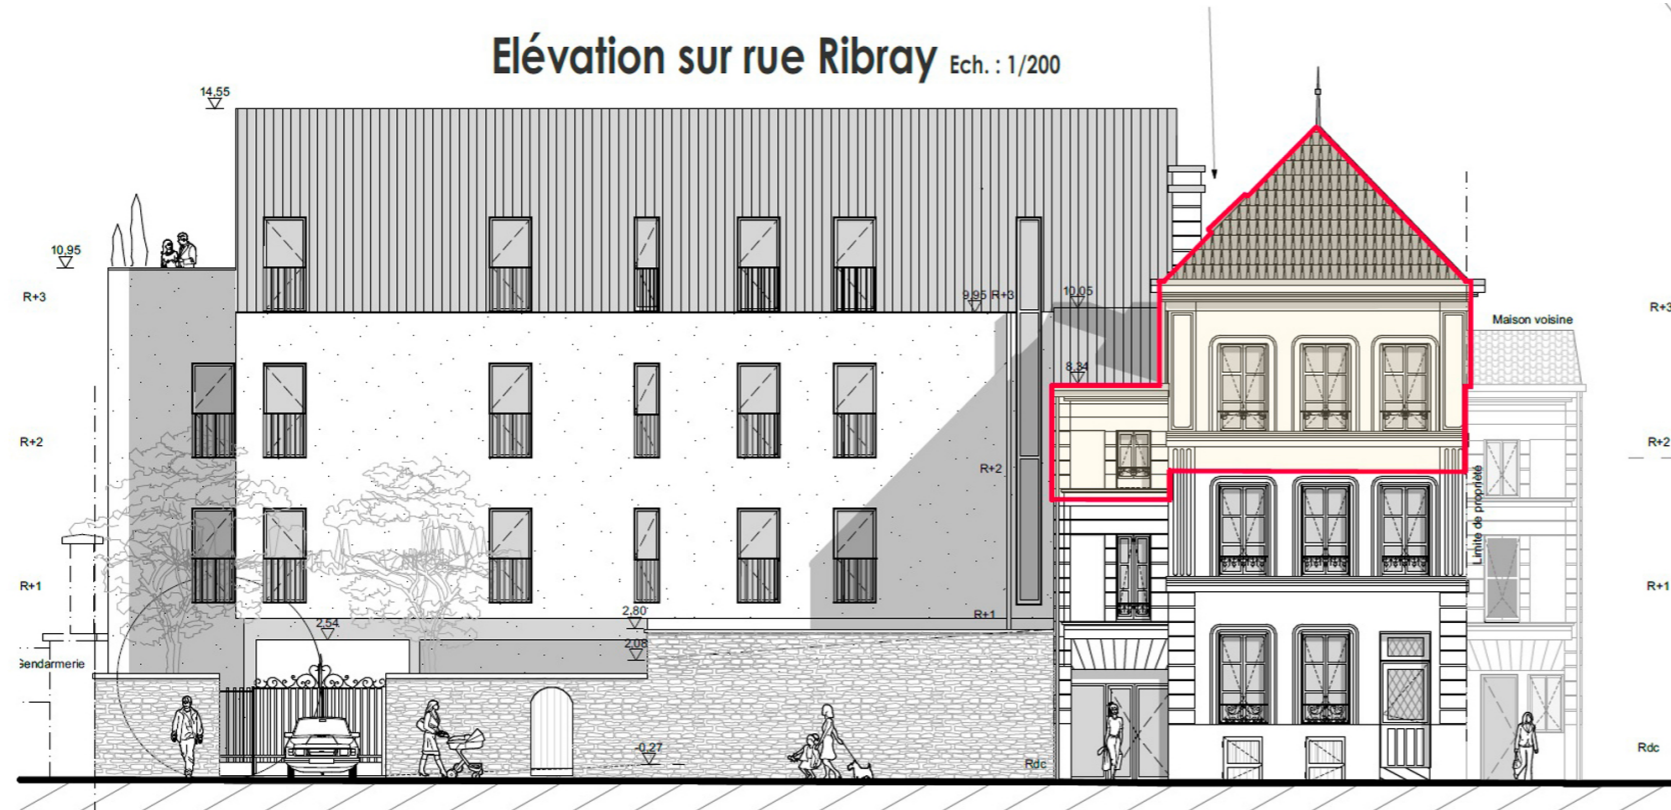 Elévation sur rue Ribray Ech. : 1/200
14,55
10,95
R+3
9,95 R+3
10,05
R+3
Maison voisine
8,34
R+2
R+2
R+2
Limite de propriété
R+1
R+1
R+1
2,80
2,54
2,08
Gendarmerie
-0,27
Rdc
Rdc